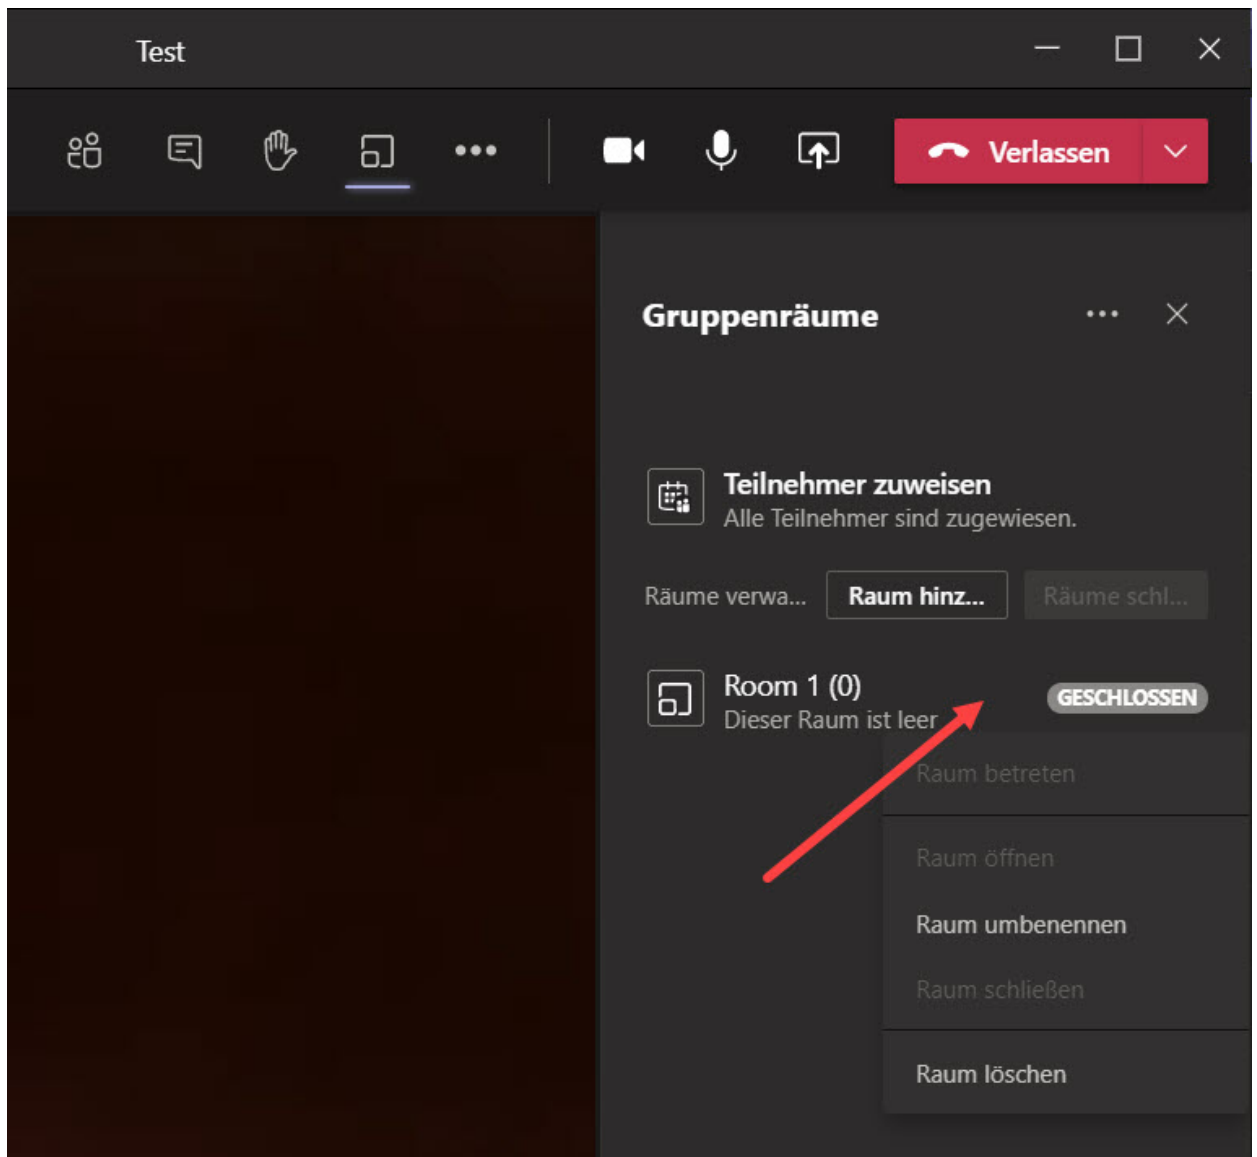 Test
Verlassen
Gruppenräume
Teilnehmer zuweisen
Alle Teilnehmer sind zugewiesen.
Räume verwa... Raum hinz... Räume schl...
Room 1 (0) GESCHLOSSEN
Dieser Raum ist leer
Raum betreten
Raum öffnen
Raum umbenennen
Raum schließen
Raum löschen